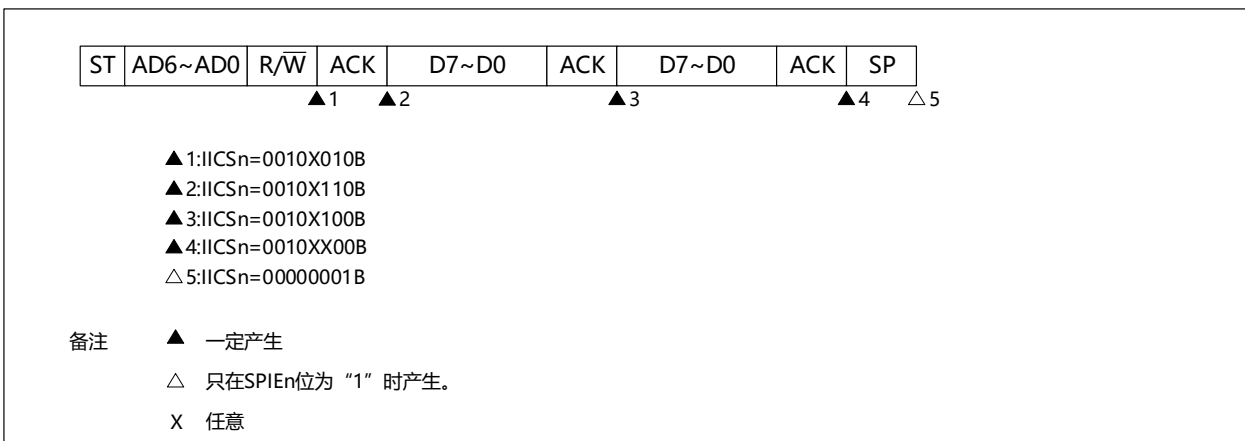 ST AD6~AD0 R/W̅ ACK D7~D0 ACK D7~D0 ACK SP
▲1 ▲2 ▲3 ▲4 △5
▲1:IICSn=0010X010B
▲2:IICSn=0010X110B
▲3:IICSn=0010X100B
▲4:IICSn=0010XX00B
△5:IICSn=00000001B
备注 ▲ 一定产生
△ 只在SPIEn位为“1”时产生。
X 任意